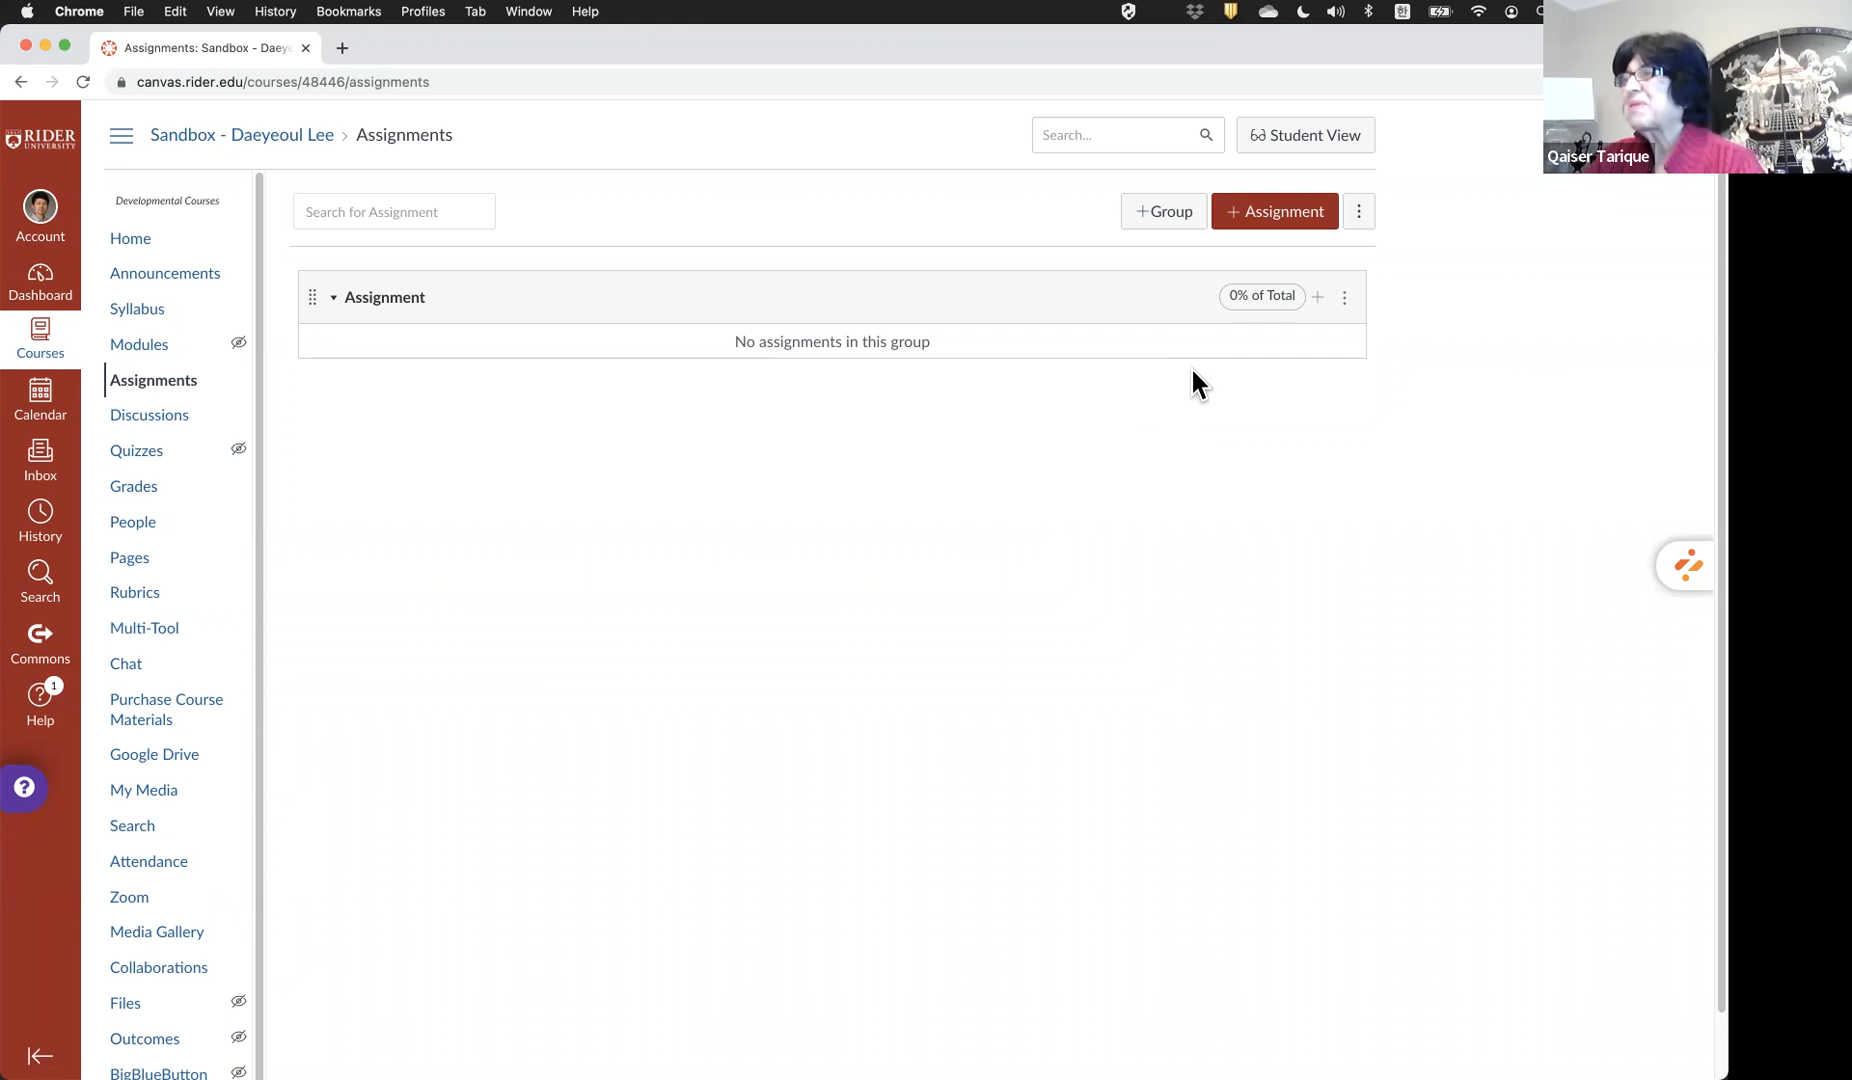 Chrome File Edit View History Bookmarks Profiles Tab Window Help
한
Assignments: Sandbox - Daeye
canvas.rider.edu/courses/48446/assignments
RIDER
UNIVERSITY
Account
Dashboard
Courses
Calendar
Inbox
History
Search
Commons
1
Help
Sandbox - Daeyeoul Lee › Assignments
Search...
Student View
Qaiser Tarique
Developmental Courses
Home
Announcements
Syllabus
Modules
Assignments
Discussions
Quizzes
Grades
People
Pages
Rubrics
Multi-Tool
Chat
Purchase Course
Materials
Google Drive
My Media
Search
Attendance
Zoom
Media Gallery
Collaborations
Files
Outcomes
BigBlueButton
Search for Assignment
+Group
+ Assignment
Assignment
0% of Total
No assignments in this group